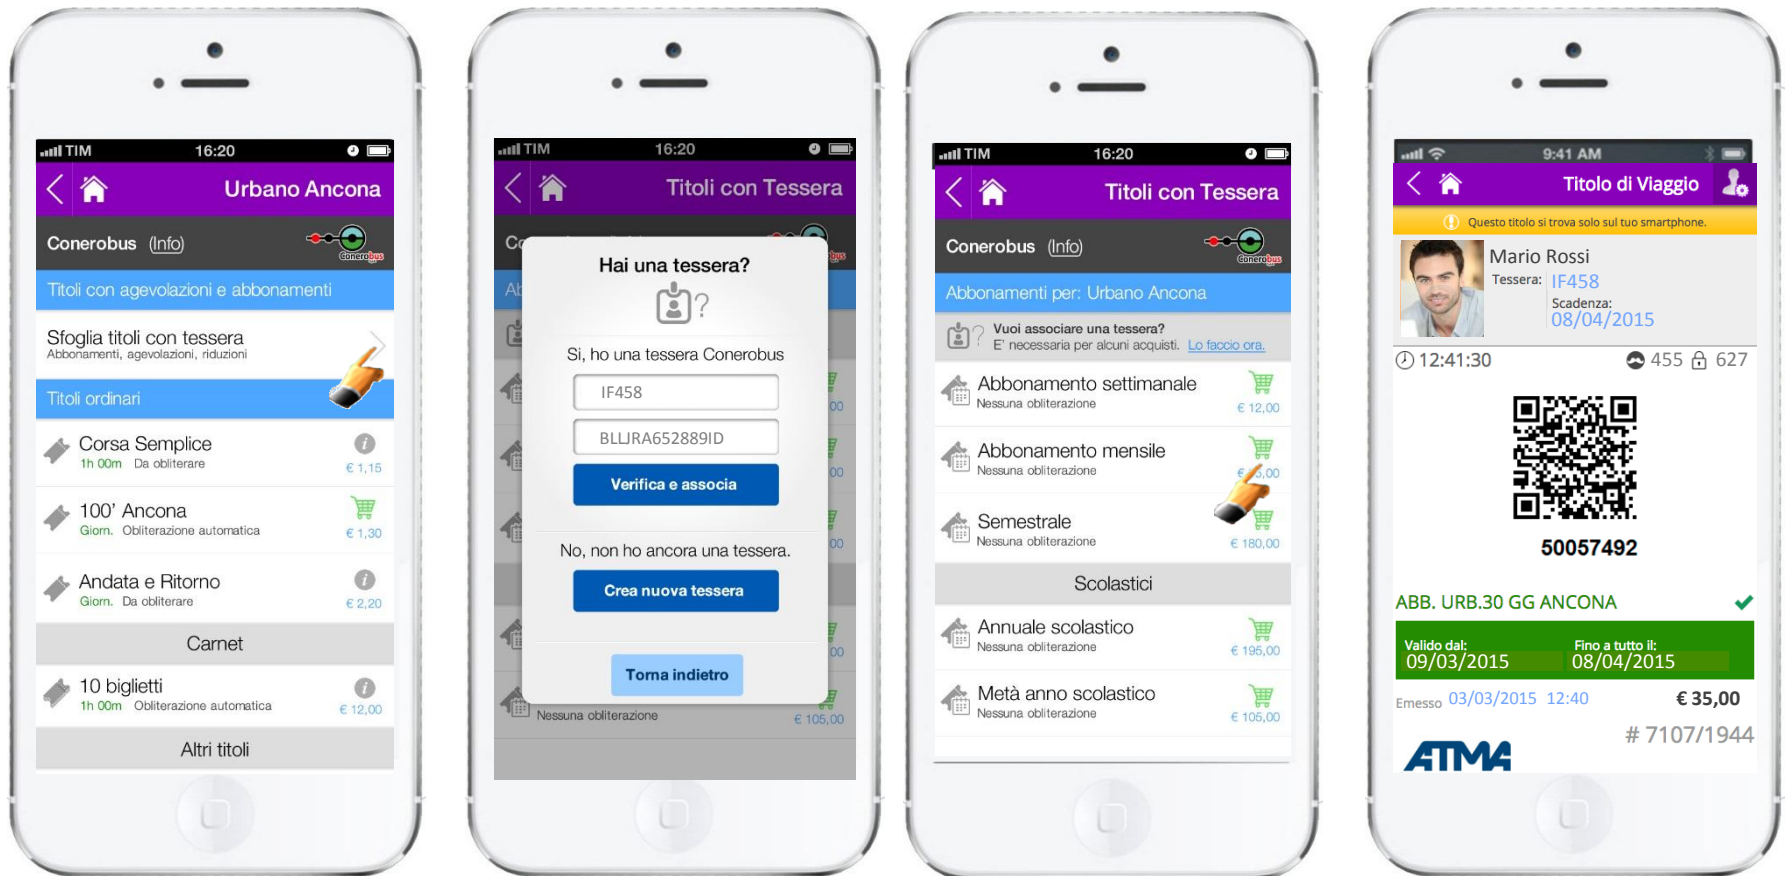 TIM 16:20
Urbano Ancona
Conerobus (Info)
Conerobus
Titoli con agevolazioni e abbonamenti
Sfoglia titoli con tessera
Abbonamenti, agevolazioni, riduzioni
Titoli ordinari
Corsa Semplice
1h 00m Da obliterare
€ 1,15
100' Ancona
Giorn. Obliterazione automatica
€ 1,30
Andata e Ritorno
Giorn. Da obliterare
€ 2,20
Carnet
10 biglietti
1h 00m Obliterazione automatica
€ 12,00
Altri titoli
TIM 16:20
Titoli con Tessera
Hai una tessera?
Si, ho una tessera Conerobus
IF458
BLLJRA652889ID
Verifica e associa
No, non ho ancora una tessera.
Crea nuova tessera
Torna indietro
Nessuna obliterazione
€ 105,00
TIM 16:20
Titoli con Tessera
Conerobus (Info)
Conerobus
Abbonamenti per: Urbano Ancona
Vuoi associare una tessera?
E' necessaria per alcuni acquisti. Lo faccio ora.
Abbonamento settimanale
Nessuna obliterazione
€ 12,00
Abbonamento mensile
Nessuna obliterazione
Semestrale
Nessuna obliterazione
€ 180,00
Scolastici
Annuale scolastico
Nessuna obliterazione
€ 195,00
Metà anno scolastico
Nessuna obliterazione
€ 105,00
9:41 AM
Titolo di Viaggio
Questo titolo si trova solo sul tuo smartphone.
Mario Rossi
Tessera: IF458
Scadenza:
08/04/2015
12:41:30 455 627
50057492
ABB. URB.30 GG ANCONA
Valido dal: Fino a tutto il:
09/03/2015 08/04/2015
Emesso 03/03/2015 12:40 € 35,00
# 7107/1944
ATMA